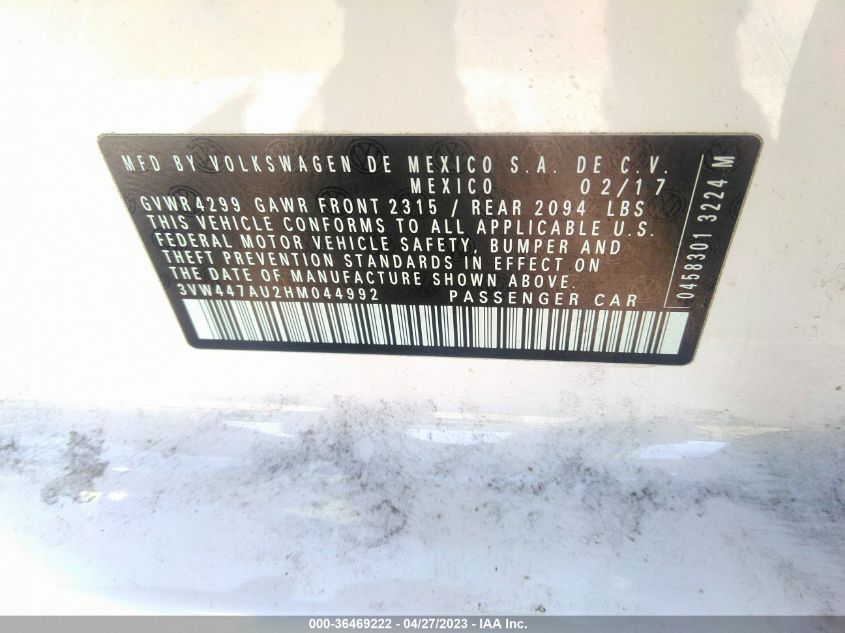 MFD BY VOLKSWAGEN DE MEXICO S.A. DE C.V.
MEXICO 02/17
GVWR 4299 GAWR FRONT 2315 / REAR 2094 LBS
THIS VEHICLE CONFORMS TO ALL APPLICABLE U.S.
FEDERAL MOTOR VEHICLE SAFETY, BUMPER AND
THEFT PREVENTION STANDARDS IN EFFECT ON
THE DATE OF MANUFACTURE SHOWN ABOVE.
3VW447AU2HM044992 PASSENGER CAR
0458301 3224 M
000-36469222 - 04/27/2023 - IAA Inc.